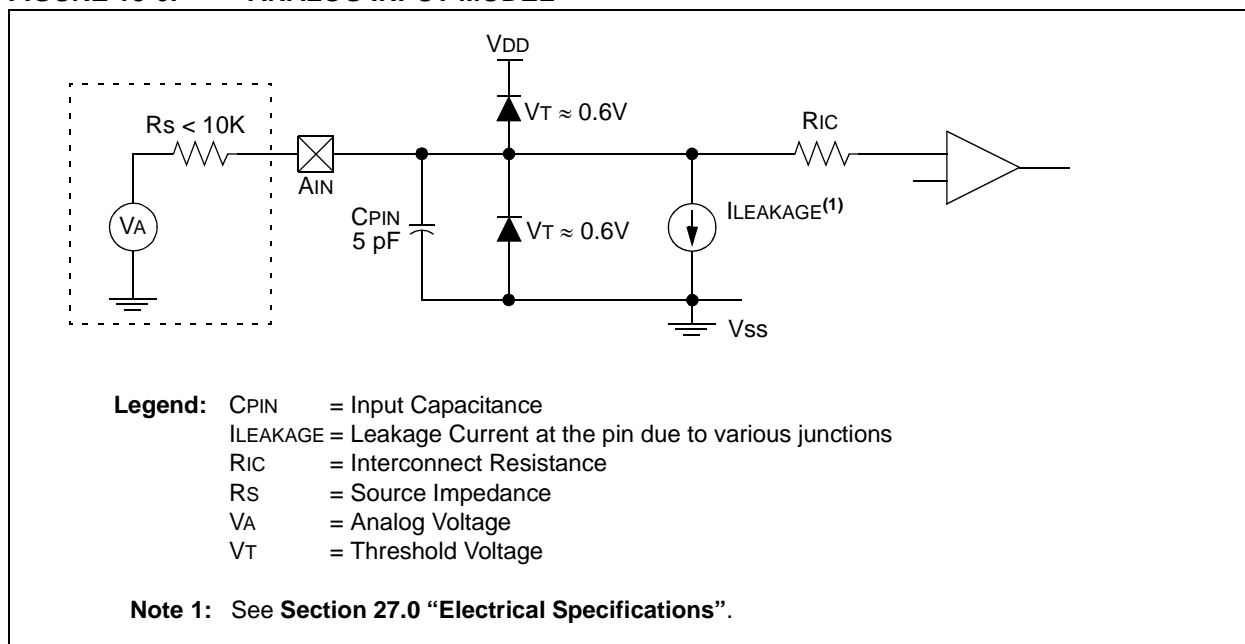 VDD
VT ≈ 0.6V
RS < 10K
RIC
AIN
VA
CPIN
5 pF
VT ≈ 0.6V
ILEAKAGE(1)
VSS
Legend: CPIN = Input Capacitance
ILEAKAGE = Leakage Current at the pin due to various junctions
RIC = Interconnect Resistance
RS = Source Impedance
VA = Analog Voltage
VT = Threshold Voltage
Note 1: See Section 27.0 “Electrical Specifications”.